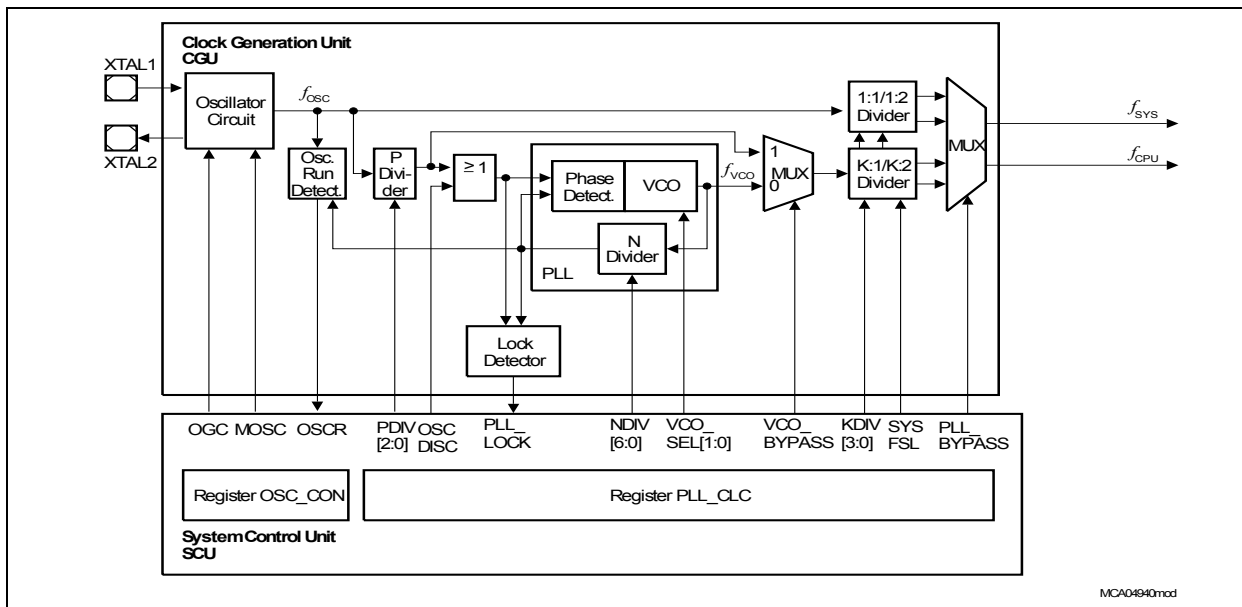 Clock Generation Unit
CGU
XTAL1
XTAL2
Oscillator
Circuit
fOSC
Osc.
Run
Detect.
P
Divi-
der
≥ 1
Phase
Detect.
VCO
fVCO
N
Divider
PLL
Lock
Detector
1
MUX
0
1:1/1:2
Divider
K:1/K:2
Divider
MUX
fSYS
fCPU
OGC
MOSC
OSCR
PDIV
[2:0]
OSC
DISC
PLL_
LOCK
NDIV
[6:0]
VCO_
SEL[1:0]
VCO_
BYPASS
KDIV
[3:0]
SYS
FSL
PLL_
BYPASS
Register OSC_CON
Register PLL_CLC
System Control Unit
SCU
MCA04940mod